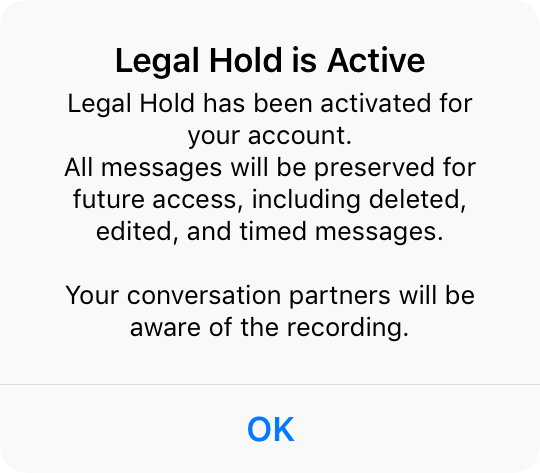 Legal Hold is Active
Legal Hold has been activated for
your account.
All messages will be preserved for
future access, including deleted,
edited, and timed messages.
Your conversation partners will be
aware of the recording.
OK